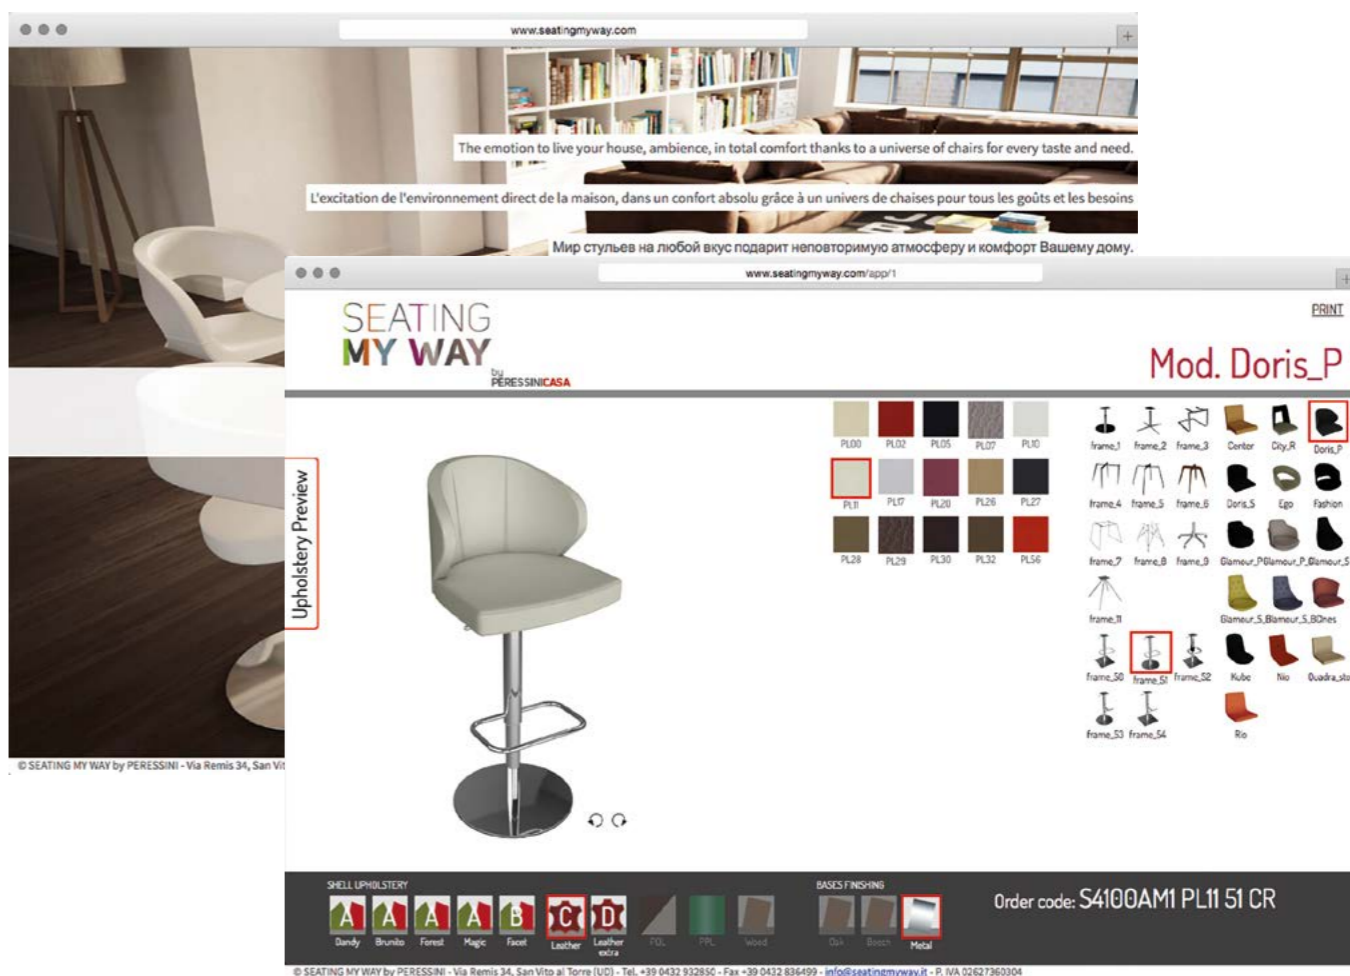 www.seatingmyway.com
+
The emotion to live your house, ambience, in total comfort thanks to a universe of chairs for every taste and need.
L'excitation de l'environnement direct de la maison, dans un confort absolu grâce à un univers de chaises pour tous les goûts et les besoins
Мир стульев на любой вкус подарит неповторимую атмосферу и комфорт Вашему дому.
© SEATING MY WAY by PERESSINI - Via Remis 34, San Vit
www.seatingmyway.com/app/1
+
SEATING
MY WAY
by
PERESSINICASA
PRINT
Mod. Doris_P
Upholstery Preview
PL00 PL02 PL05 PL07 PL10
PL11 PL17 PL20 PL26 PL27
PL28 PL29 PL30 PL32 PL56
frame_1 frame_2 frame_3 Center City_R Doris_P
frame_4 frame_5 frame_6 Doris_S Ego Fashion
frame_7 frame_8 frame_9 Glamour_P Glamour_P_ Glamour_S
frame_11 Glamour_S_ Glamour_S_B Ones
frame_50 frame_51 frame_52 Kube Nio Quadra_sto
frame_53 frame_54 Rio
SHELL UPHOLSTERY
A A A A B C D
Dandy Brunito Forest Magic Facet Leather Leather extra POL PPL Wood
BASES FINISHING
Oak Beech Metal
Order code: S4100AM1 PL11 51 CR
© SEATING MY WAY by PERESSINI - Via Remis 34, San Vito al Torre (UD) - Tel. +39 0432 932850 - Fax +39 0432 836499 - info@seatingmyway.it - P. IVA 02627360304